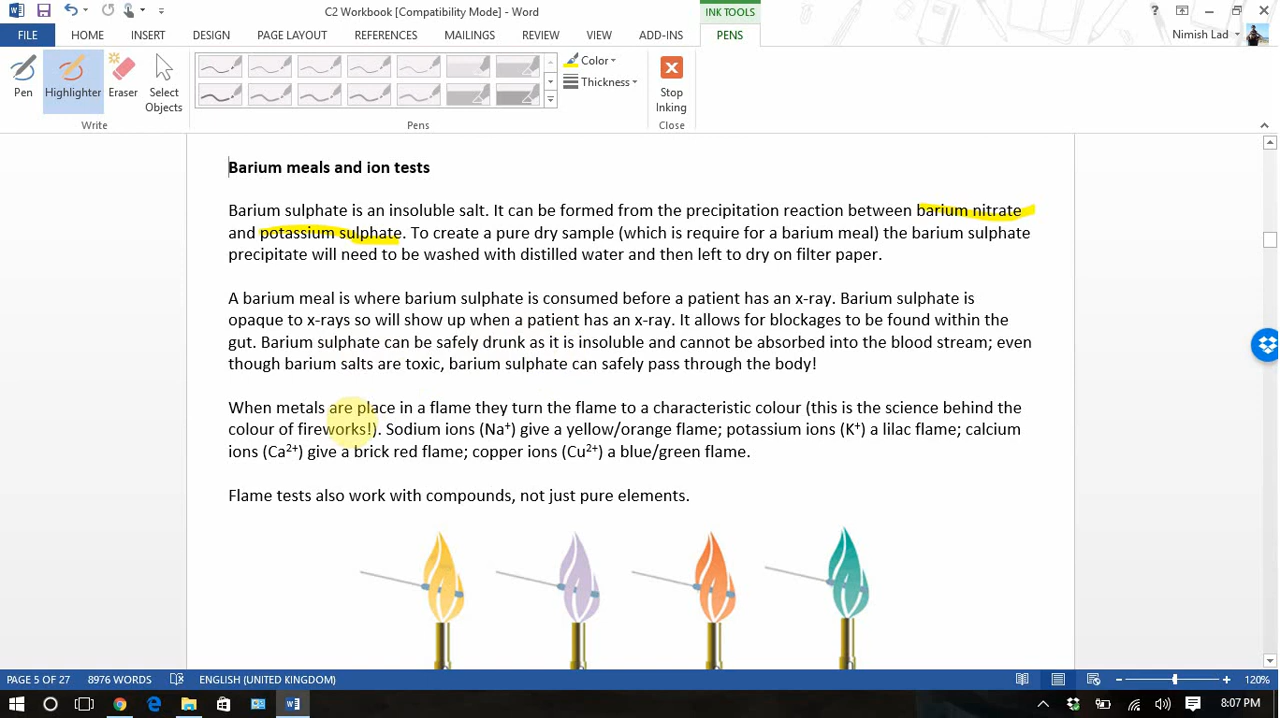 C2 Workbook [Compatibility Mode] - Word
INK TOOLS
?
FILE
HOME
INSERT
DESIGN
PAGE LAYOUT
REFERENCES
MAILINGS
REVIEW
VIEW
ADD-INS
PENS
Nimish Lad
Pen
Highlighter
Eraser
Select
Objects
Color
Thickness
Stop
Inking
Write
Pens
Close
Barium meals and ion tests
Barium sulphate is an insoluble salt. It can be formed from the precipitation reaction between barium nitrate
and potassium sulphate. To create a pure dry sample (which is require for a barium meal) the barium sulphate
precipitate will need to be washed with distilled water and then left to dry on filter paper.
A barium meal is where barium sulphate is consumed before a patient has an x-ray. Barium sulphate is
opaque to x-rays so will show up when a patient has an x-ray. It allows for blockages to be found within the
gut. Barium sulphate can be safely drunk as it is insoluble and cannot be absorbed into the blood stream; even
though barium salts are toxic, barium sulphate can safely pass through the body!
When metals are place in a flame they turn the flame to a characteristic colour (this is the science behind the
colour of fireworks!). Sodium ions (Na⁺) give a yellow/orange flame; potassium ions (K⁺) a lilac flame; calcium
ions (Ca²⁺) give a brick red flame; copper ions (Cu²⁺) a blue/green flame.
Flame tests also work with compounds, not just pure elements.
PAGE 5 OF 27
8976 WORDS
ENGLISH (UNITED KINGDOM)
120%
8:07 PM